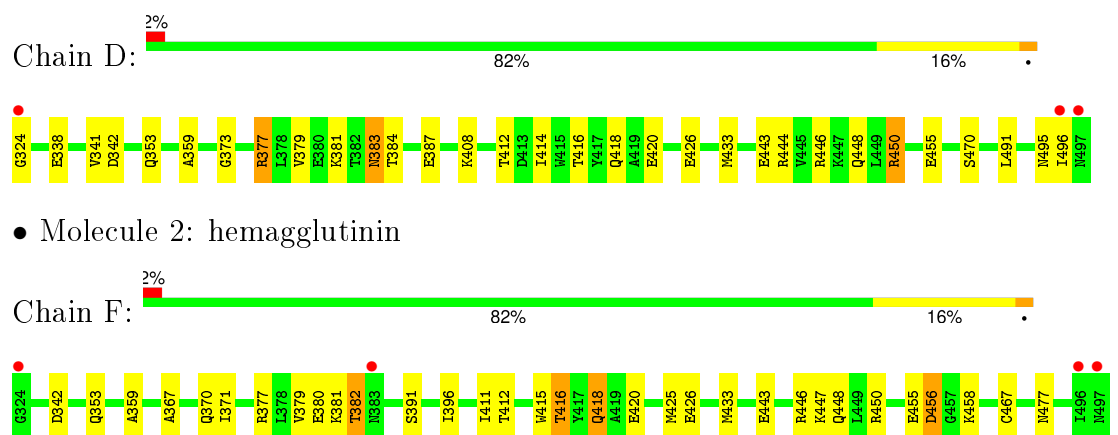 2%
Chain D:
82% 16% •
G324 E338 V341 D342 Q353 A359 G373 R377 L378 V379 E380 K381 T382 N383 T384 E387 K408 T412 D413 I414 W415 T416 Y417 Q418 A419 E420 E426 M433 E443 R444 V445 R446 K447 Q448 L449 R450 E455 S470 L491 N495 I496 N497
• Molecule 2: hemagglutinin
2%
Chain F:
82% 16% •
G324 D342 Q353 A359 A367 Q370 I371 R377 L378 V379 E380 K381 T382 N383 S391 I396 I411 T412 W415 T416 Y417 Q418 A419 E420 M425 E426 M433 E443 R446 K447 Q448 L449 R450 E455 D456 G457 K458 C467 N477 I496 N497